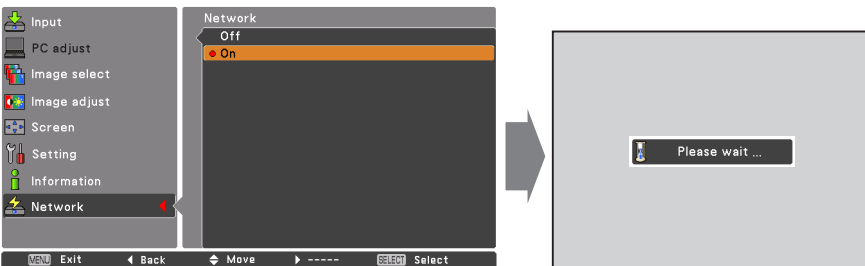 Input
PC adjust
Image select
Image adjust
Screen
Setting
Information
Network
Network
Off
On
MENU Exit Back Move ----- SELECT Select
Please wait ...